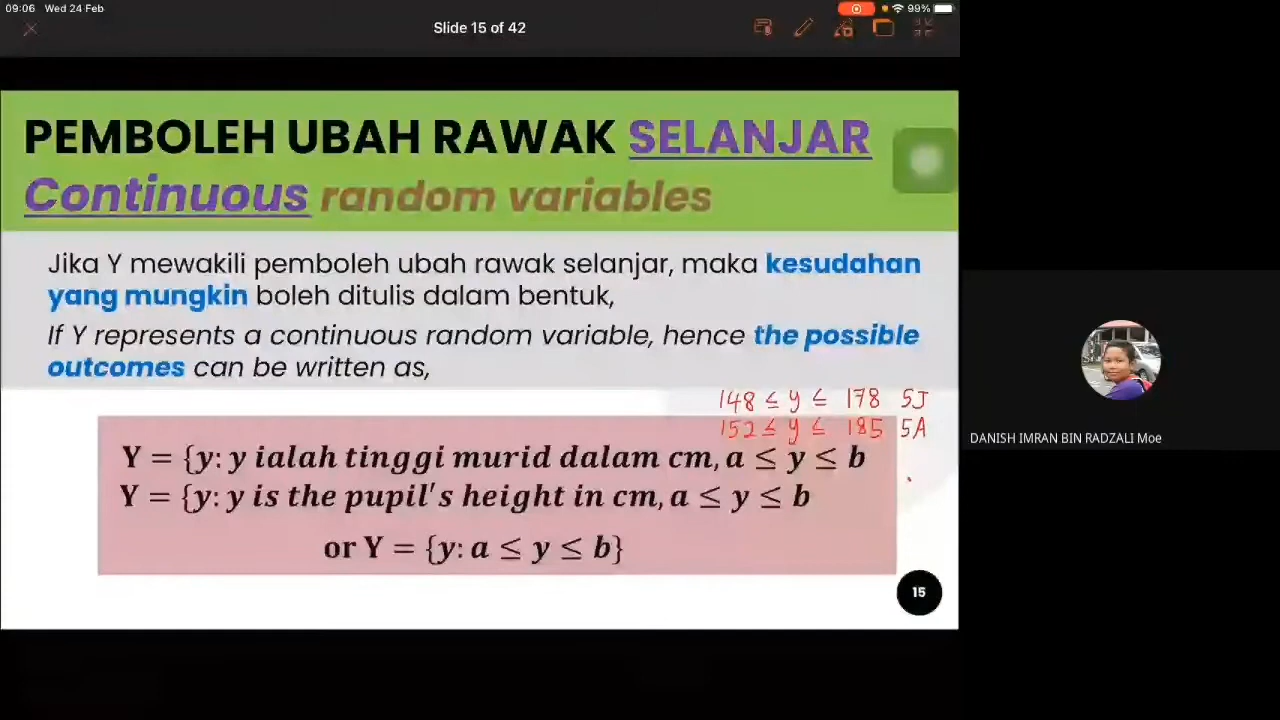 09:06 Wed 24 Feb
99%
Slide 15 of 42
PEMBOLEH UBAH RAWAK SELANJAR
Continuous random variables
Jika Y mewakili pemboleh ubah rawak selanjar, maka kesudahan
yang mungkin boleh ditulis dalam bentuk,
If Y represents a continuous random variable, hence the possible
outcomes can be written as,
148 ≤ y ≤ 178 5J
152 ≤ y ≤ 185 5A
Y = {y: y ialah tinggi murid dalam cm, a ≤ y ≤ b
Y = {y: y is the pupil's height in cm, a ≤ y ≤ b
or Y = {y: a ≤ y ≤ b}
15
DANISH IMRAN BIN RADZALI Moe